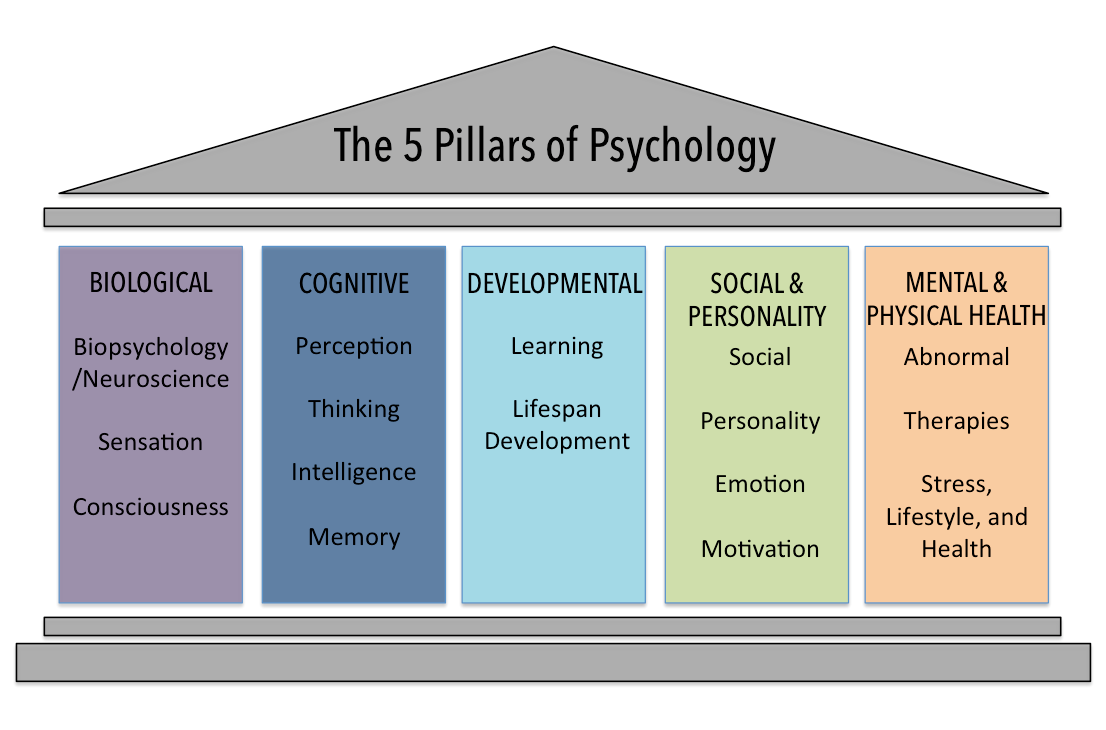 The 5 Pillars of Psychology
BIOLOGICAL
Biopsychology
/Neuroscience
Sensation
Consciousness
COGNITIVE
Perception
Thinking
Intelligence
Memory
DEVELOPMENTAL
Learning
Lifespan
Development
SOCIAL &
PERSONALITY
Social
Personality
Emotion
Motivation
MENTAL &
PHYSICAL HEALTH
Abnormal
Therapies
Stress,
Lifestyle, and
Health